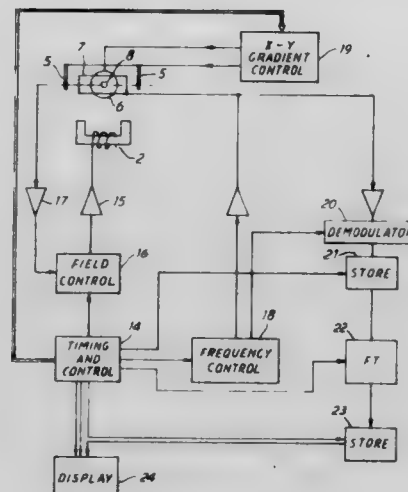 8
7
5
5
6
X-Y
GRADIENT
CONTROL
19
2
17
15
20
DEMODULATOR
21
STORE
FIELD
CONTROL
16
14
TIMING
AND
CONTROL
18
FREQUENCY
CONTROL
22
FT
23
STORE
DISPLAY
24